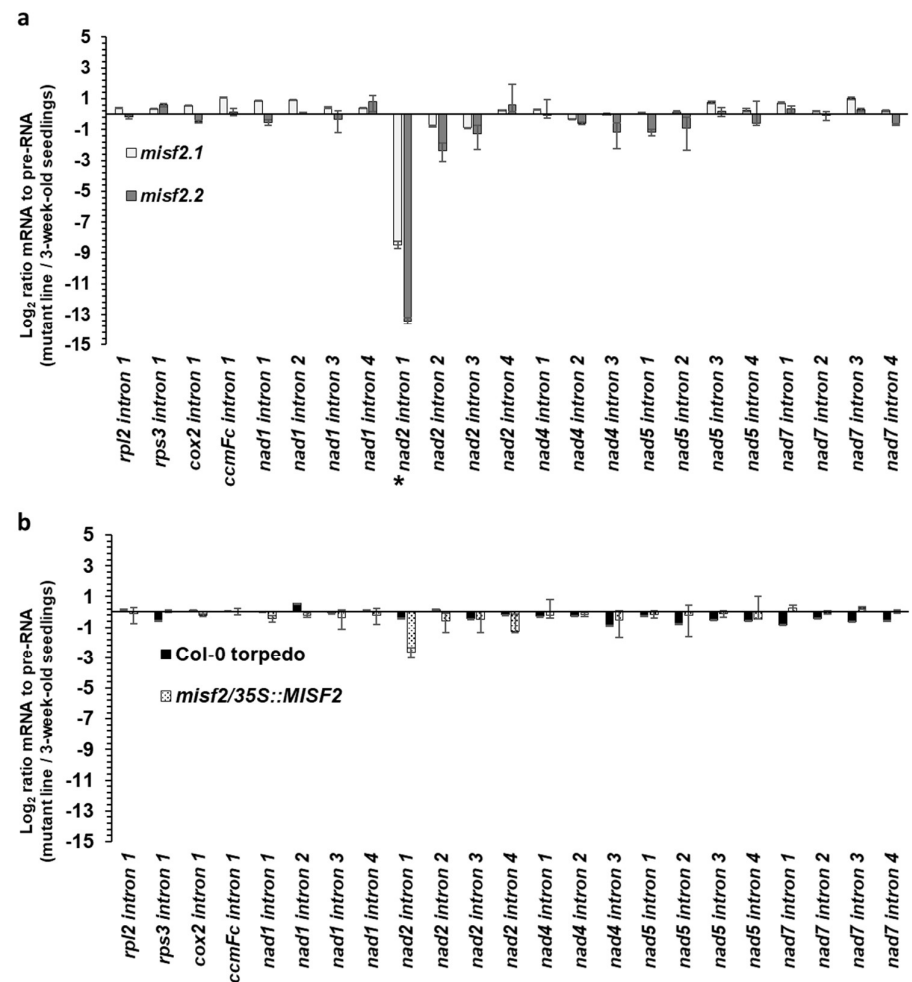 a
Log₂ ratio mRNA to pre-RNA
(mutant line / 3-week-old seedlings)
5
3
1
-1
-3
-5
-7
-9
-11
-13
-15
misf2.1
misf2.2
rpl2 intron 1
rps3 intron 1
cox2 intron 1
ccmFc intron 1
nad1 intron 1
nad1 intron 2
nad1 intron 3
nad1 intron 4
* nad2 intron 1
nad2 intron 2
nad2 intron 3
nad2 intron 4
nad4 intron 1
nad4 intron 2
nad4 intron 3
nad5 intron 1
nad5 intron 2
nad5 intron 3
nad5 intron 4
nad7 intron 1
nad7 intron 2
nad7 intron 3
nad7 intron 4
b
Log₂ ratio mRNA to pre-RNA
(mutant line / 3-week-old seedlings)
5
3
1
-1
-3
-5
-7
-9
-11
-13
-15
Col-0 torpedo
misf2/35S::MISF2
rpl2 intron 1
rps3 intron 1
cox2 intron 1
ccmFc intron 1
nad1 intron 1
nad1 intron 2
nad1 intron 3
nad1 intron 4
nad2 intron 1
nad2 intron 2
nad2 intron 3
nad2 intron 4
nad4 intron 1
nad4 intron 2
nad4 intron 3
nad5 intron 1
nad5 intron 2
nad5 intron 3
nad5 intron 4
nad7 intron 1
nad7 intron 2
nad7 intron 3
nad7 intron 4